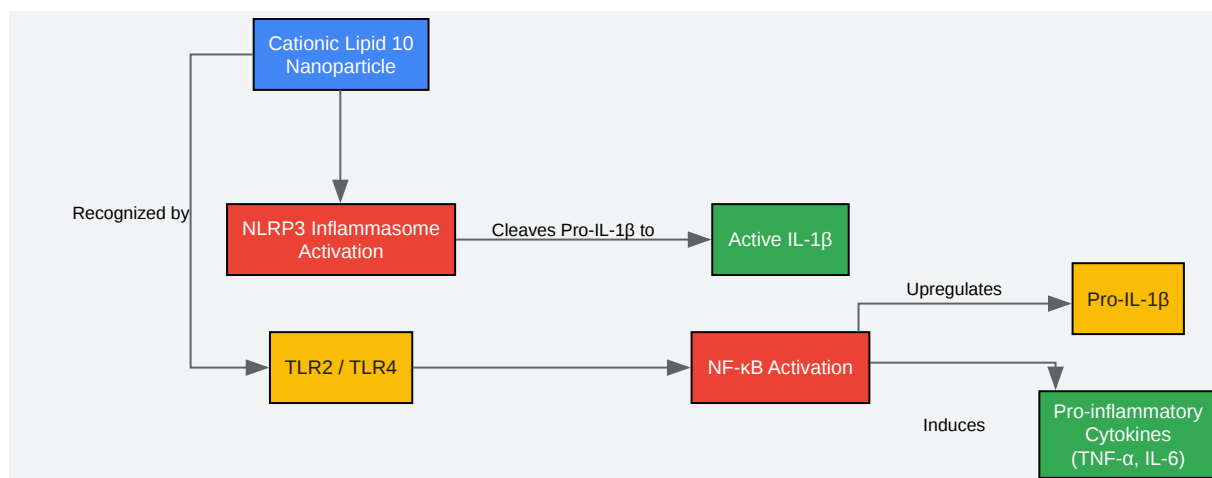 Cationic Lipid 10
Nanoparticle
Recognized by
NLRP3 Inflammasome
Activation
Cleaves Pro-IL-1β to
Active IL-1β
Upregulates
Pro-IL-1β
TLR2 / TLR4
NF-κB Activation
Induces
Pro-inflammatory
Cytokines
(TNF-α, IL-6)